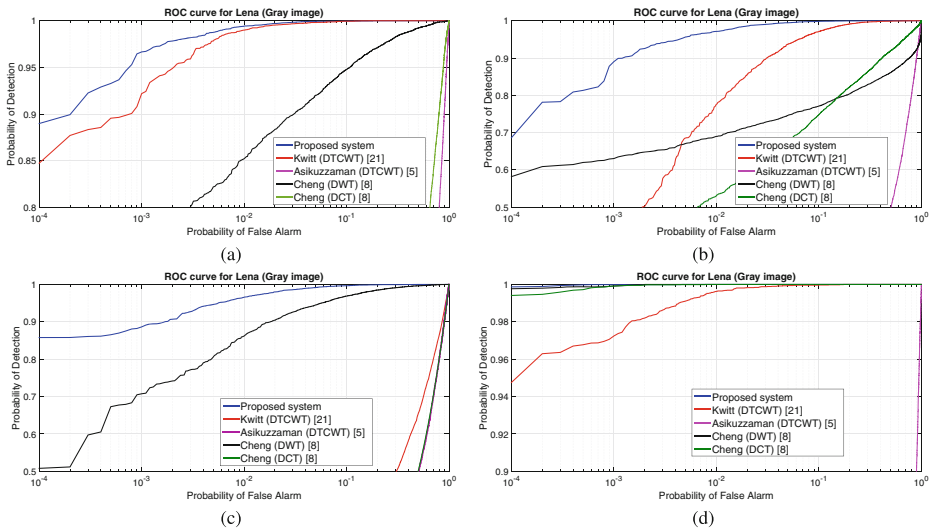 ROC curve for Lena (Gray image)
Probability of Detection
1
0.95
0.9
0.85
0.8
Proposed system
Kwitt (DTCWT) [21]
Asikuzzaman (DTCWT) [5]
Cheng (DWT) [8]
Cheng (DCT) [8]
10-4 10-3 10-2 10-1 100
Probability of False Alarm
(a)
ROC curve for Lena (Gray image)
Probability of Detection
1
0.9
0.8
0.7
0.6
0.5
Proposed system
Kwitt (DTCWT) [21]
Asikuzzaman (DTCWT) [5]
Cheng (DWT) [8]
Cheng (DCT) [8]
10-4 10-3 10-2 10-1 100
Probability of False Alarm
(b)
ROC curve for Lena (Gray image)
Probability of Detection
1
0.9
0.8
0.7
0.6
0.5
Proposed system
Kwitt (DTCWT) [21]
Asikuzzaman (DTCWT) [5]
Cheng (DWT) [8]
Cheng (DCT) [8]
10-4 10-3 10-2 10-1 100
Probability of False Alarm
(c)
ROC curve for Lena (Gray image)
Probability of Detection
1
0.98
0.96
0.94
0.92
0.9
Proposed system
Kwitt (DTCWT) [21]
Asikuzzaman (DTCWT) [5]
Cheng (DWT) [8]
Cheng (DCT) [8]
10-4 10-3 10-2 10-1 100
Probability of False Alarm
(d)